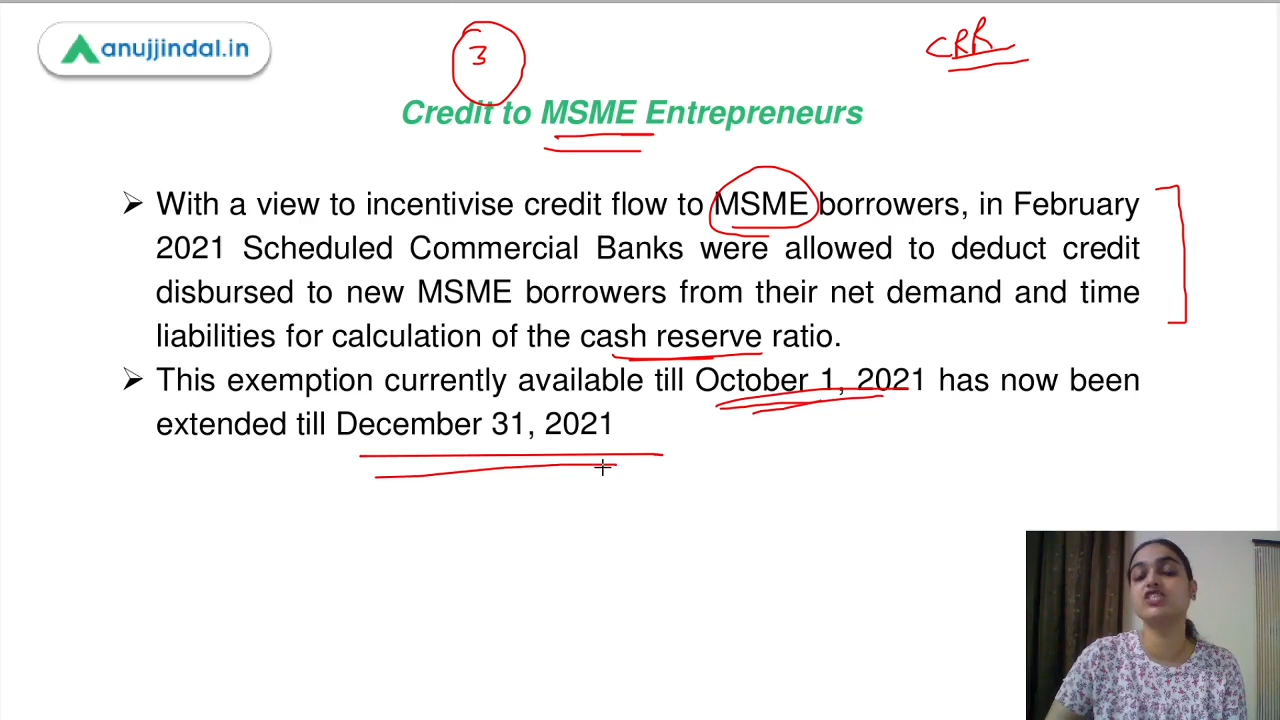 anujjindal.in
3
CRR
Credit to MSME Entrepreneurs
➢ With a view to incentivise credit flow to MSME borrowers, in February
2021 Scheduled Commercial Banks were allowed to deduct credit
disbursed to new MSME borrowers from their net demand and time
liabilities for calculation of the cash reserve ratio.
➢ This exemption currently available till October 1, 2021 has now been
extended till December 31, 2021